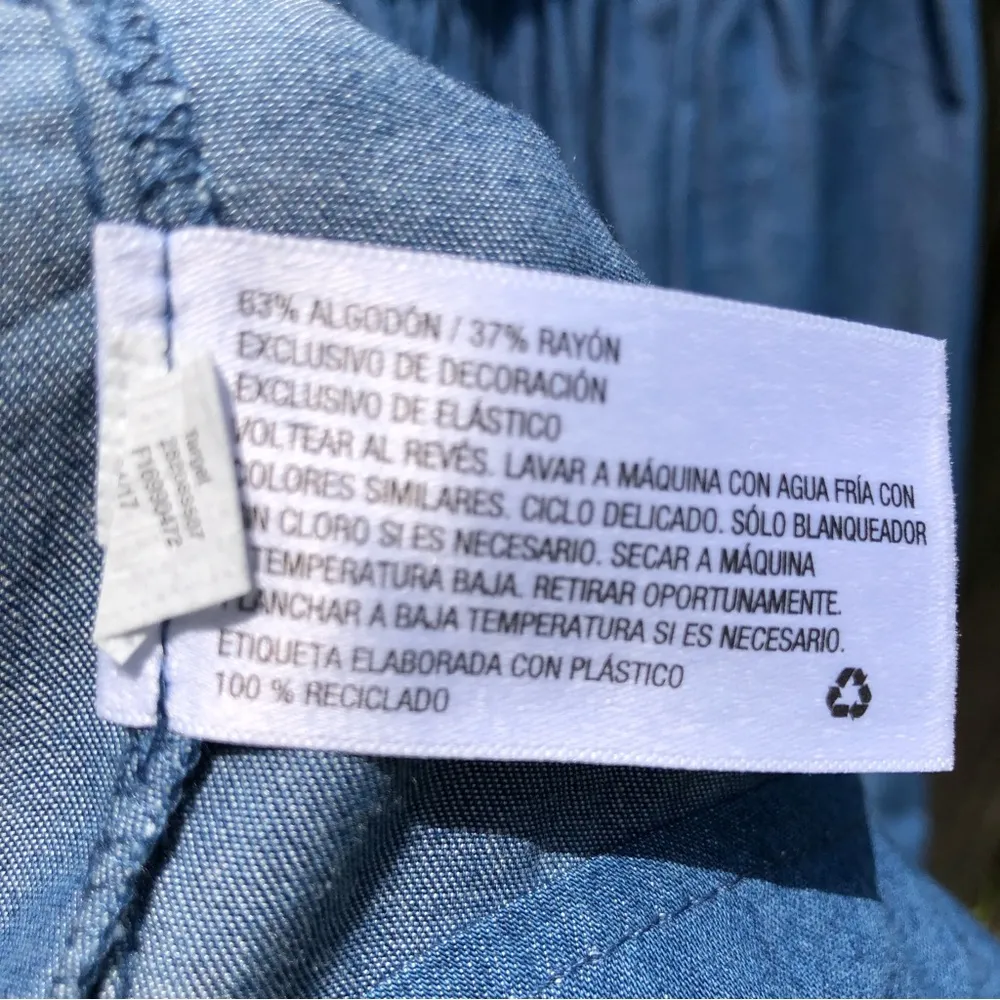 63% ALGODÓN / 37% RAYÓN
EXCLUSIVO DE DECORACIÓN
EXCLUSIVO DE ELÁSTICO
VOLTEAR AL REVÉS. LAVAR A MÁQUINA CON AGUA FRÍA CON
COLORES SIMILARES. CICLO DELICADO. SÓLO BLANQUEADOR
CLORO SI ES NECESARIO. SECAR A MÁQUINA
TEMPERATURA BAJA. RETIRAR OPORTUNAMENTE.
PLANCHAR A BAJA TEMPERATURA SI ES NECESARIO.
ETIQUETA ELABORADA CON PLÁSTICO
100 % RECICLADO